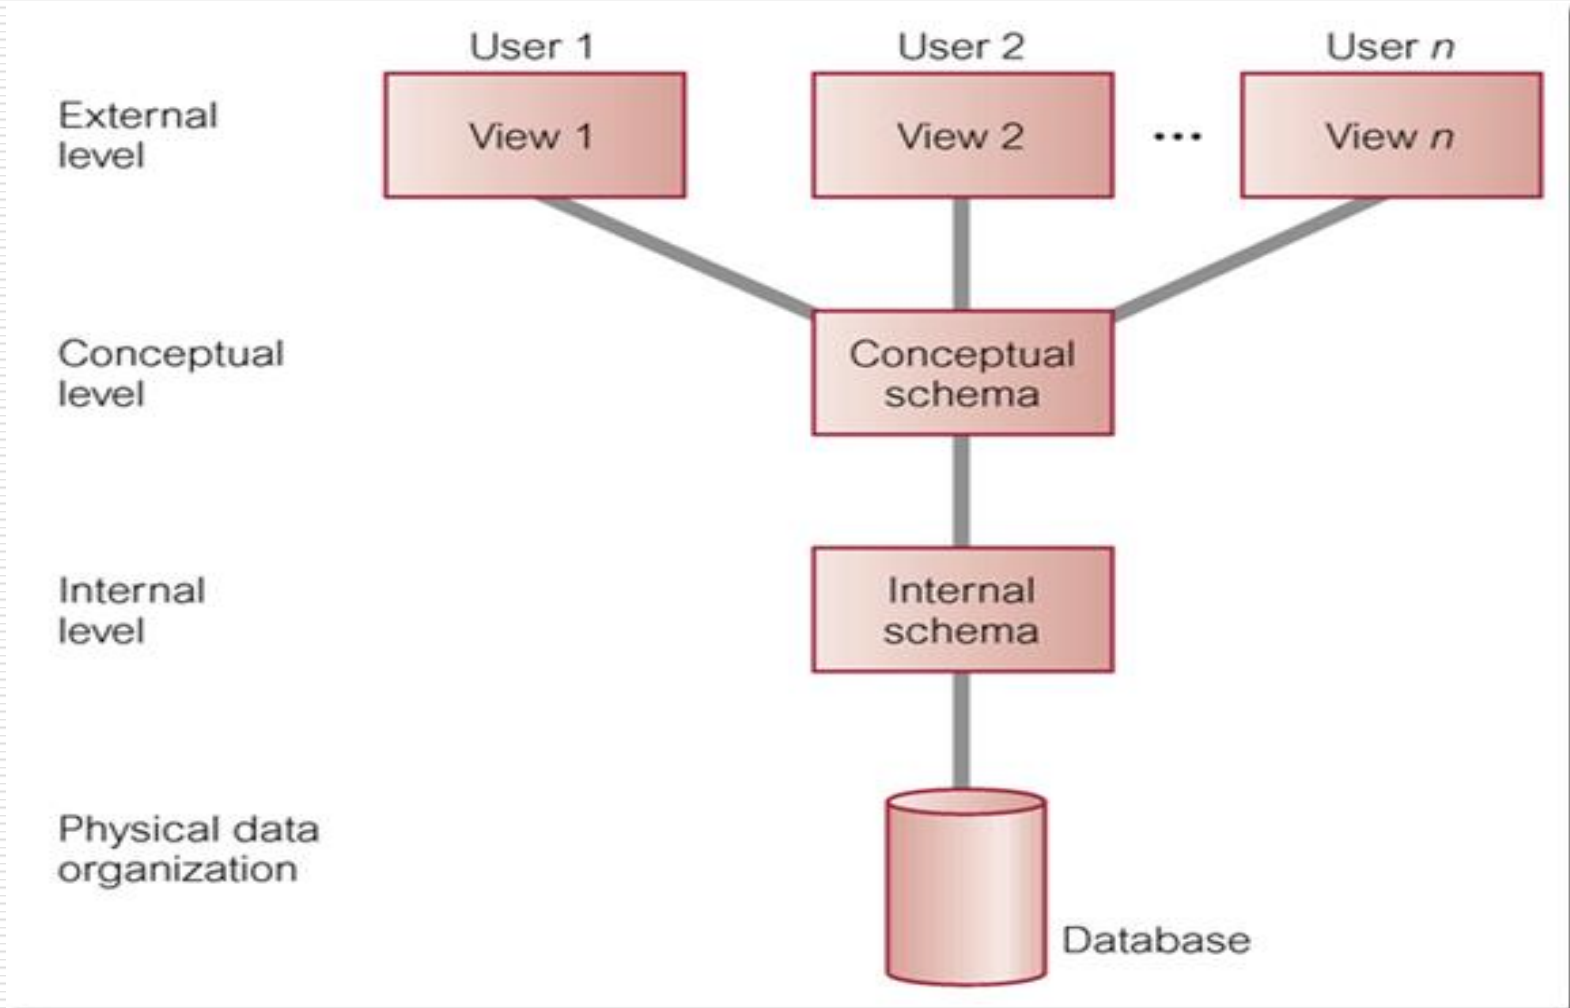 User 1
User 2
User n
External
level
View 1
View 2
...
View n
Conceptual
level
Conceptual
schema
Internal
level
Internal
schema
Physical data
organization
Database